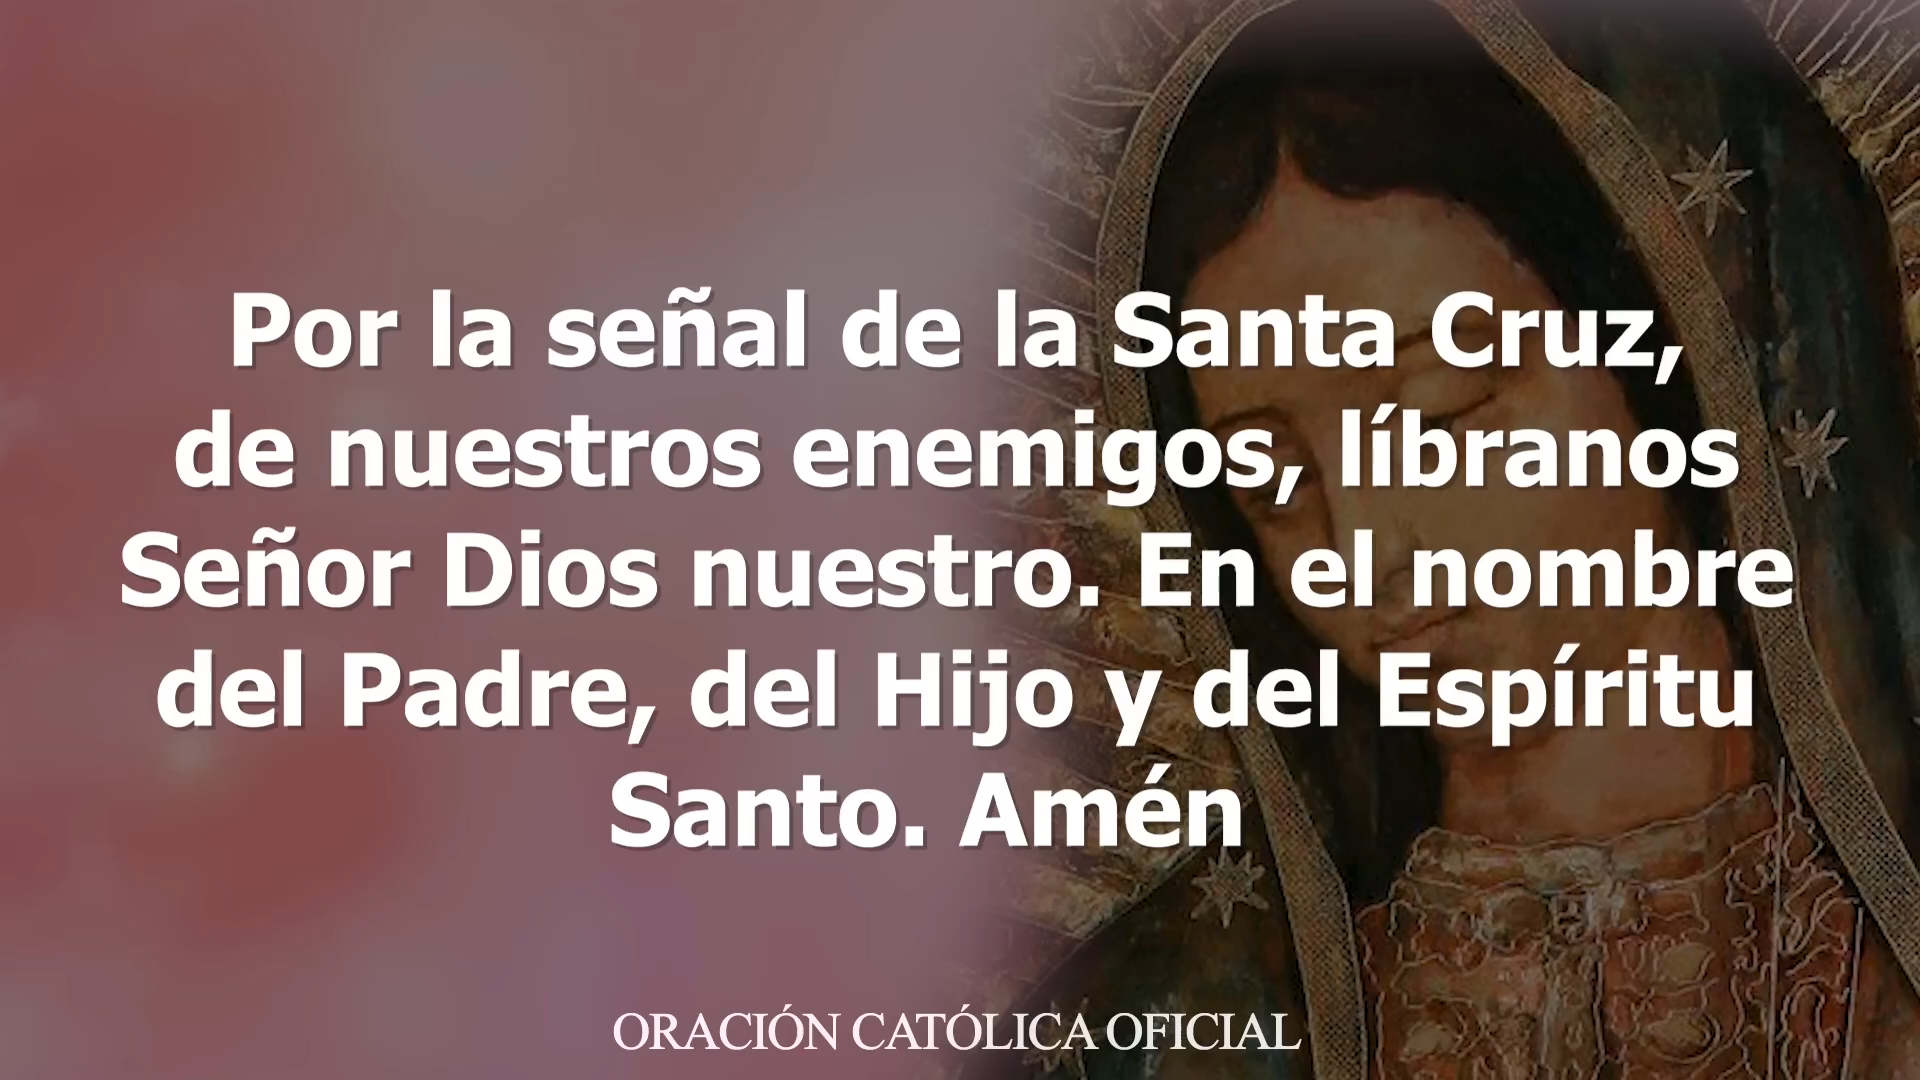 Por la señal de la Santa Cruz,
de nuestros enemigos, líbranos
Señor Dios nuestro. En el nombre
del Padre, del Hijo y del Espíritu
Santo. Amén
ORACIÓN CATÓLICA OFICIAL